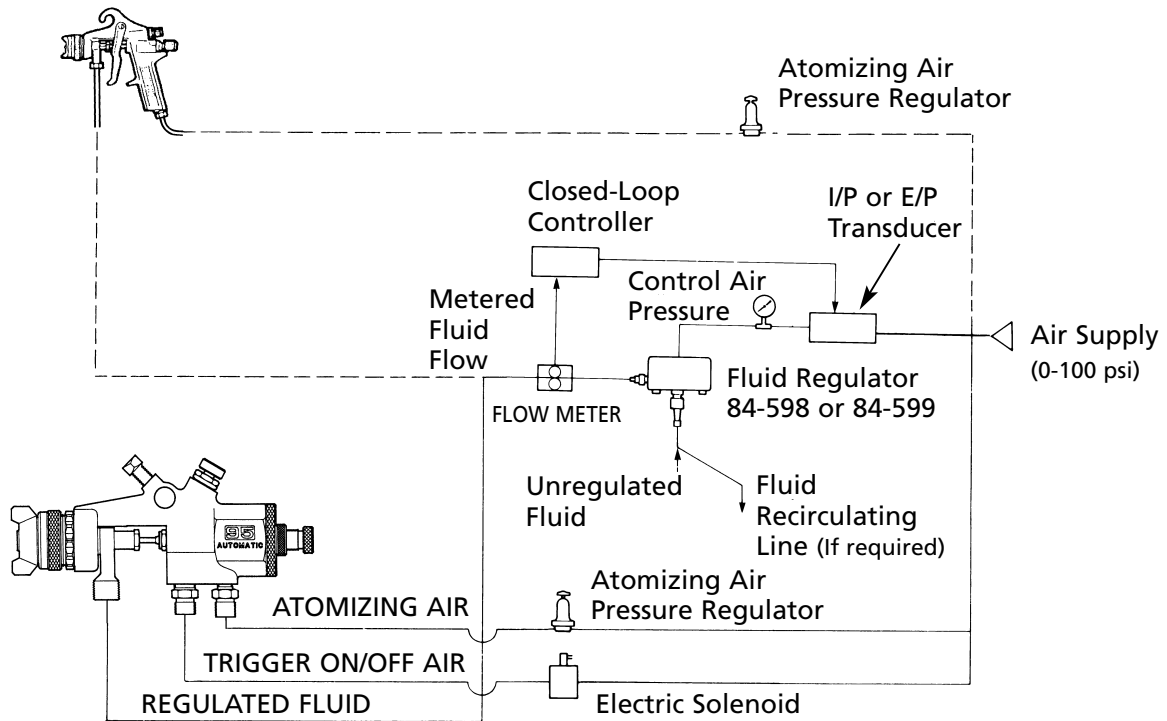 Atomizing Air
Pressure Regulator
Closed-Loop
Controller
I/P or E/P
Transducer
Control Air
Pressure
Metered
Fluid
Flow
Air Supply
(0-100 psi)
Fluid Regulator
84-598 or 84-599
FLOW METER
Unregulated
Fluid
Fluid
Recirculating
Line (If required)
95
AUTOMATIC
Atomizing Air
Pressure Regulator
ATOMIZING AIR
TRIGGER ON/OFF AIR
Electric Solenoid
REGULATED FLUID